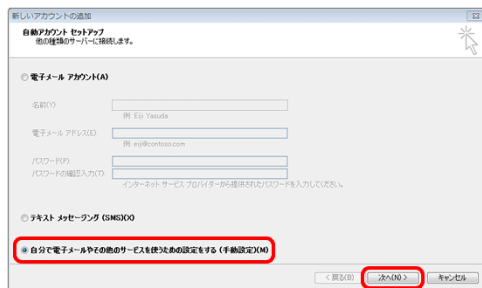 新しいアカウントの追加
自動アカウント セットアップ
他の種類のサーバーに接続します。
電子メール アカウント(A)
名前(Y)
例: Eiji Yasuda
電子メール アドレス(E)
例: eiji@contoso.com
パスワード(P)
パスワードの確認入力(T)
インターネット サービス プロバイダーから提供されたパスワードを入力してください。
テキスト メッセージング (SMS)(X)
自分で電子メールやその他のサービスを使うための設定をする (手動設定)(M)
< 戻る(B) 次へ(N) > キャンセル